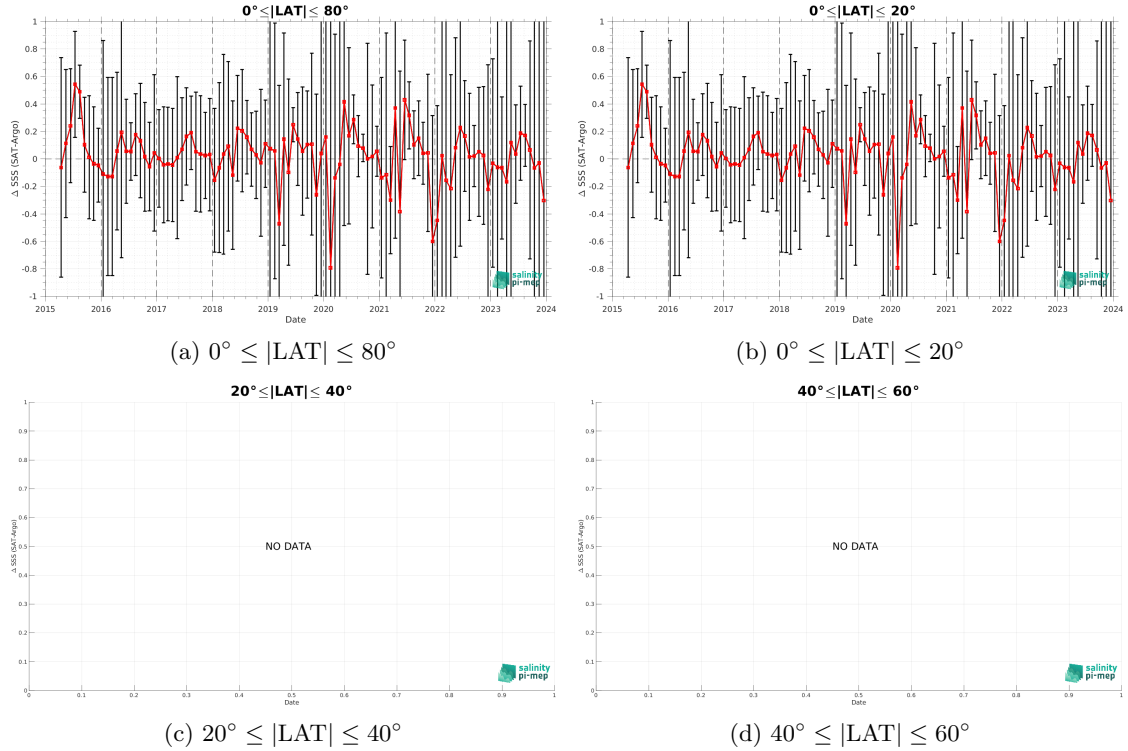 0°≤|LAT|≤ 80°
1
0.8
0.6
0.4
0.2
0
-0.2
-0.4
-0.6
-0.8
-1
Δ SSS (SAT-Argo)
2015 2016 2017 2018 2019 2020 2021 2022 2023 2024
Date
salinity
pi-mep
(a) 0° ≤ |LAT| ≤ 80°
0°≤|LAT|≤ 20°
1
0.8
0.6
0.4
0.2
0
-0.2
-0.4
-0.6
-0.8
-1
Δ SSS (SAT-Argo)
2015 2016 2017 2018 2019 2020 2021 2022 2023 2024
Date
salinity
pi-mep
(b) 0° ≤ |LAT| ≤ 20°
20°≤|LAT|≤ 40°
1
0.9
0.8
0.7
0.6
0.5
0.4
0.3
0.2
0.1
0
Δ SSS (SAT-Argo)
NO DATA
0 0.1 0.2 0.3 0.4 0.5 0.6 0.7 0.8 0.9 1
Date
salinity
pi-mep
(c) 20° ≤ |LAT| ≤ 40°
40°≤|LAT|≤ 60°
1
0.9
0.8
0.7
0.6
0.5
0.4
0.3
0.2
0.1
0
Δ SSS (SAT-Argo)
NO DATA
0 0.1 0.2 0.3 0.4 0.5 0.6 0.7 0.8 0.9 1
Date
salinity
pi-mep
(d) 40° ≤ |LAT| ≤ 60°